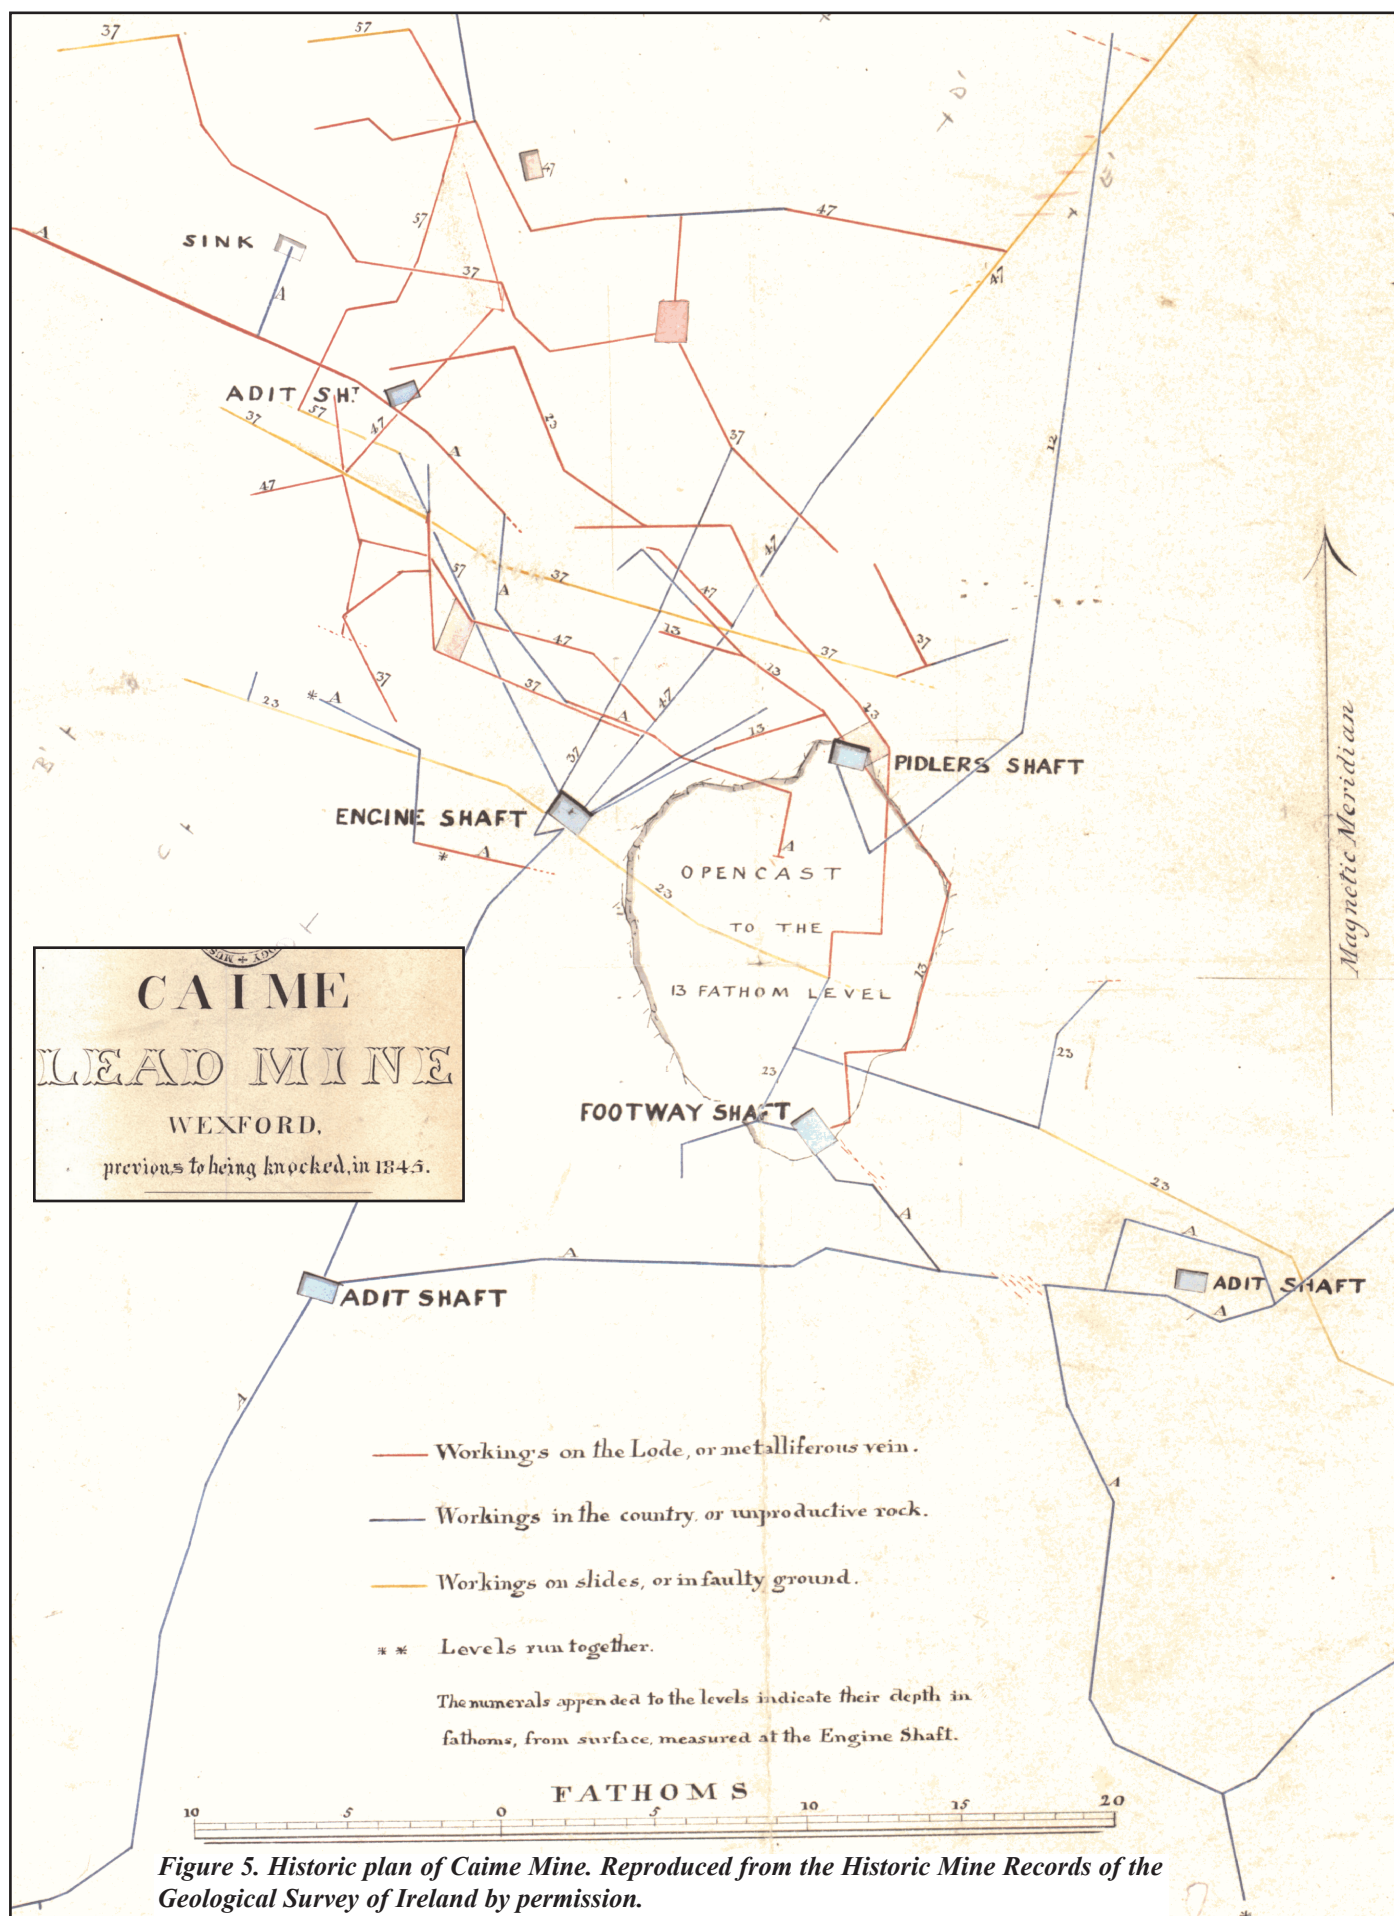 37
57
47
D'
E'
57
A
SINK
37
A
47
47
ADIT SHT
37
57
47
23
37
12
A
47
57
37
A
47
47
13
37
37
47
13
23
* A
37
37
A
47
13
23
37
13
B'
PIDLERS SHAFT
ENGINE SHAFT
* A
A
C
OPENCAST
23
TO THE
13
13 FATHOM LEVEL
Magnetic Meridian
CAIME
LEAD MINE
WEXFORD,
previous to being knocked, in 1845.
23
23
FOOTWAY SHAFT
23
A
A
A
ADIT SHAFT
ADIT SHAFT
A
A
A
Workings on the Lode, or metalliferous vein.
Workings in the country, or unproductive rock.
Workings on slides, or in faulty ground.
* * Levels run together.
The numerals appended to the levels indicate their depth in
fathoms, from surface, measured at the Engine Shaft.
FATHOMS
10 5 0 5 10 15 20
Figure 5. Historic plan of Caime Mine. Reproduced from the Historic Mine Records of the
Geological Survey of Ireland by permission.